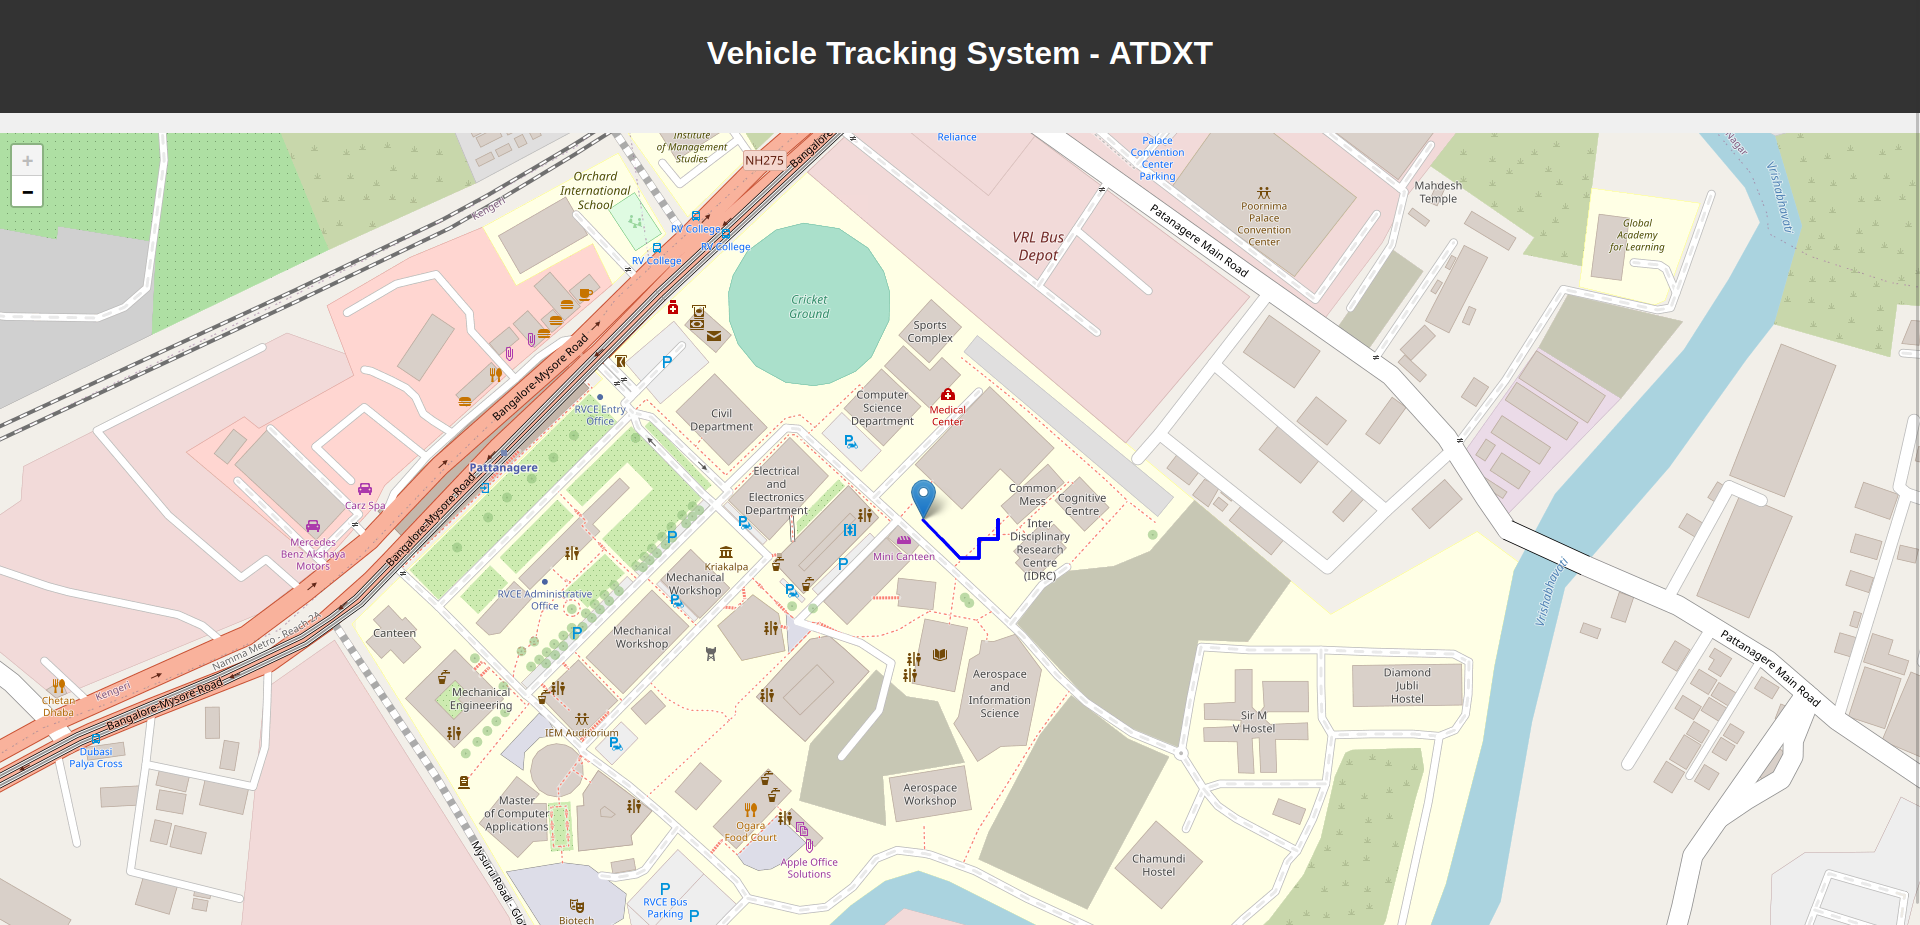 Vehicle Tracking System - ATDXT
+
−
Institute
of Management
Studies
NH275
Bangalore
Reliance
Palace
Convention
Center
Parking
Nagar
Vrishabhavati
Orchard
International
School
Kengeri
RV College
RV College
RV College
Cricket
Ground
VRL Bus
Depot
Patanagere Main Road
Poornima
Palace
Convention
Center
Mahdesh
Temple
Global
Academy
for Learning
Sports
Complex
Bangalore-Mysore Road
P
RVCE Entry
Office
Civil
Department
Computer
Science
Department
Medical
Center
Pattanagere
Carz Spa
Mercedes
Benz Akshaya
Motors
Bangalore-Mysore-Road
Electrical
and
Electronics
Department
Common
Mess
Cognitive
Centre
Inter
Disciplinary
Research
Centre
(IDRC)
P
Mini Canteen
P
Kriakalpa
Mechanical
Workshop
RVCE Administrative
Office
P
Mechanical
Workshop
Canteen
Namma Metro - Reach 2A
Kengeri
Bangalore-Mysore-Road
Chetan
Dhaba
Dubasi
Palya Cross
Mechanical
Engineering
IEM Auditorium
Aerospace
and
Information
Science
Vrishabhavati
Pattanagere Main Road
Diamond
Jubli
Hostel
Sir M
V Hostel
Master
of Computer
Applications
Ogara
Food Court
Apple Office
Solutions
Aerospace
Workshop
Chamundi
Hostel
Mysuru Road - Glo
P
RVCE Bus
Parking
P
Biotech